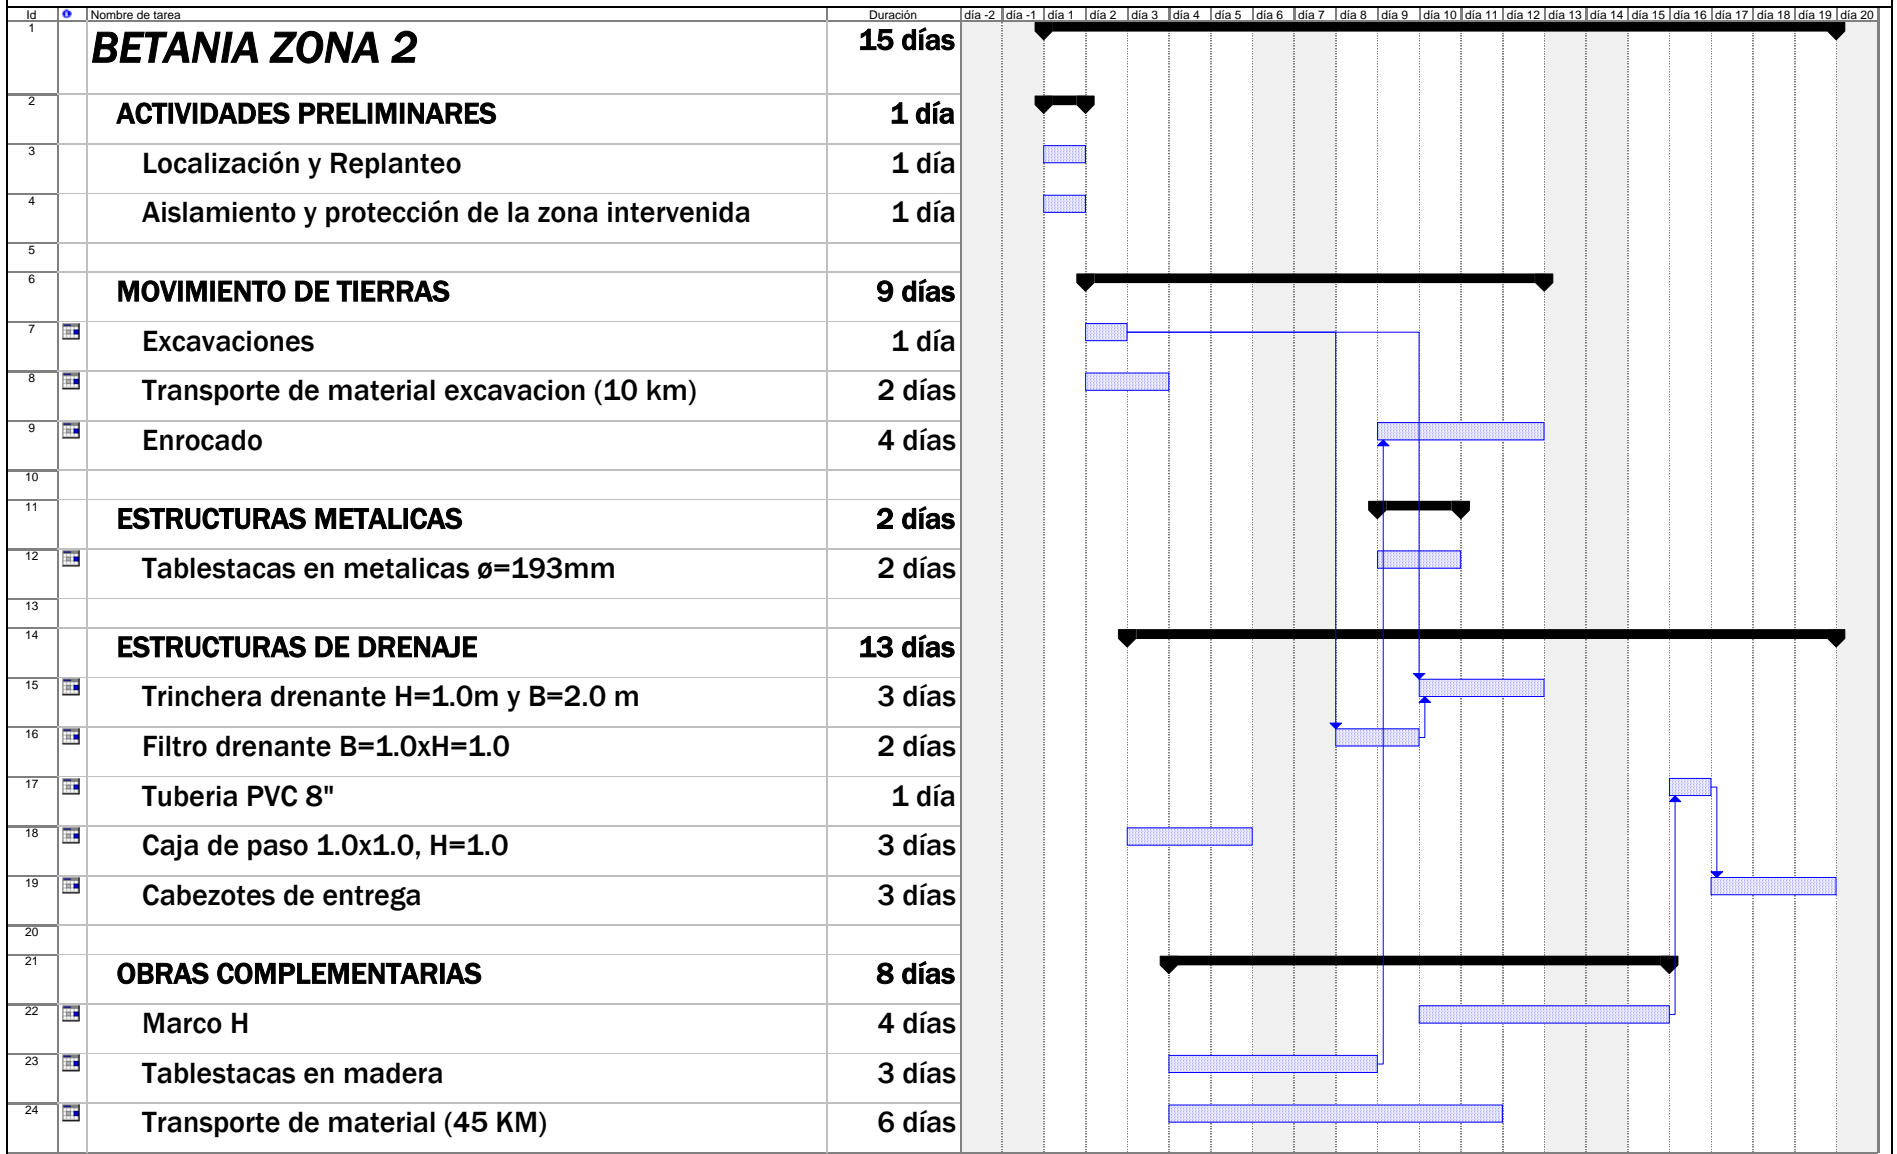 Id Nombre de tarea Duración día -2 día -1 día 1 día 2 día 3 día 4 día 5 día 6 día 7 día 8 día 9 día 10 día 11 día 12 día 13 día 14 día 15 día 16 día 17 día 18 día 19 día 20
1 BETANIA ZONA 2 15 días
2 ACTIVIDADES PRELIMINARES 1 día
3 Localización y Replanteo 1 día
4 Aislamiento y protección de la zona intervenida 1 día
5
6 MOVIMIENTO DE TIERRAS 9 días
7 Excavaciones 1 día
8 Transporte de material excavacion (10 km) 2 días
9 Enrocado 4 días
10
11 ESTRUCTURAS METALICAS 2 días
12 Tablestacas en metalicas ø=193mm 2 días
13
14 ESTRUCTURAS DE DRENAJE 13 días
15 Trinchera drenante H=1.0m y B=2.0 m 3 días
16 Filtro drenante B=1.0xH=1.0 2 días
17 Tuberia PVC 8" 1 día
18 Caja de paso 1.0x1.0, H=1.0 3 días
19 Cabezotes de entrega 3 días
20
21 OBRAS COMPLEMENTARIAS 8 días
22 Marco H 4 días
23 Tablestacas en madera 3 días
24 Transporte de material (45 KM) 6 días